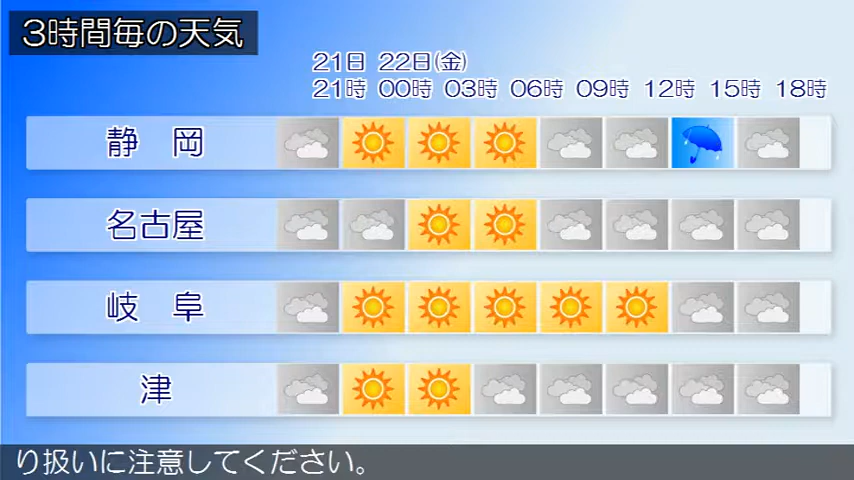 3時間毎の天気
21日 22日(金)
21時 00時 03時 06時 09時 12時 15時 18時
静岡
名古屋
岐阜
津
り扱いに注意してください。